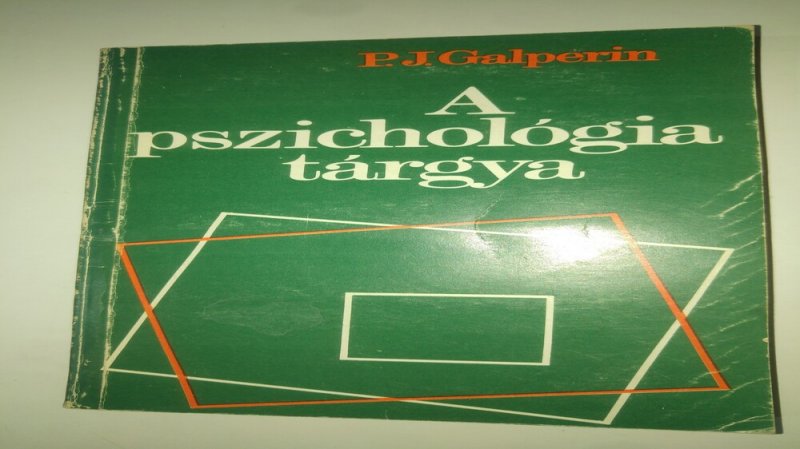 P. J. Galperin
A
pszichológia
tárgya